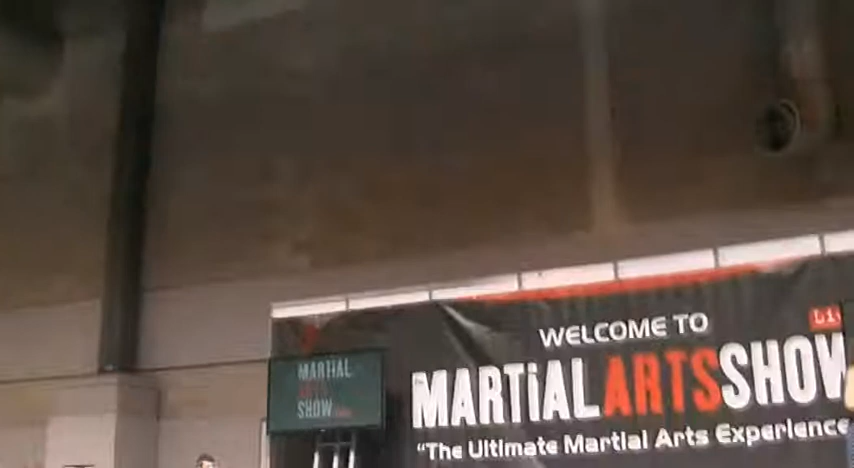 MARTIAL
ARTS
SHOW
WELCOME TO
MARTiAL ARTS SHOW
"The Ultimate Martial Arts Experience